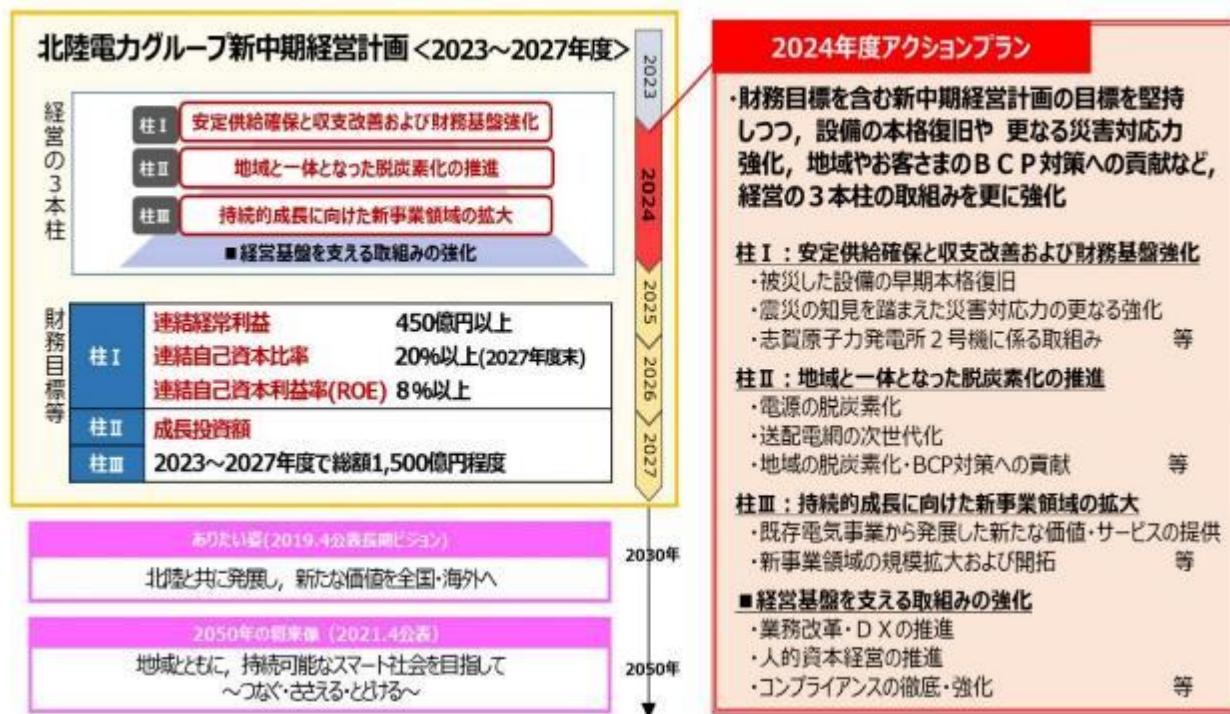 北陸電力グループ新中期経営計画<2023～2027年度>
経営の3本柱
柱Ⅰ 安定供給確保と収支改善および財務基盤強化
柱Ⅱ 地域と一体となった脱炭素化の推進
柱Ⅲ 持続的成長に向けた新事業領域の拡大
■経営基盤を支える取組みの強化
財務目標等
柱Ⅰ
連結経常利益 450億円以上
連結自己資本比率 20%以上(2027年度末)
連結自己資本利益率(ROE) 8%以上
柱Ⅱ 成長投資額
柱Ⅲ 2023～2027年度で総額1,500億円程度
2023
2024
2025
2026
2027
ありたい姿(2019.4公表長期ビジョン)
北陸と共に発展し，新たな価値を全国・海外へ
2030年
2050年の将来像（2021.4公表）
地域とともに，持続可能なスマート社会を目指して
～つなぐ・ささえる・とどける～
2050年
2024年度アクションプラン
・財務目標を含む新中期経営計画の目標を堅持
しつつ，設備の本格復旧や 更なる災害対応力
強化，地域やお客さまのＢＣＰ対策への貢献など，
経営の３本柱の取組みを更に強化
柱Ⅰ：安定供給確保と収支改善および財務基盤強化
・被災した設備の早期本格復旧
・震災の知見を踏まえた災害対応力の更なる強化
・志賀原子力発電所２号機に係る取組み 等
柱Ⅱ：地域と一体となった脱炭素化の推進
・電源の脱炭素化
・送配電網の次世代化
・地域の脱炭素化・BCP対策への貢献 等
柱Ⅲ：持続的成長に向けた新事業領域の拡大
・既存電気事業から発展した新たな価値・サービスの提供
・新事業領域の規模拡大および開拓 等
■経営基盤を支える取組みの強化
・業務改革・ＤＸの推進
・人的資本経営の推進
・コンプライアンスの徹底・強化 等